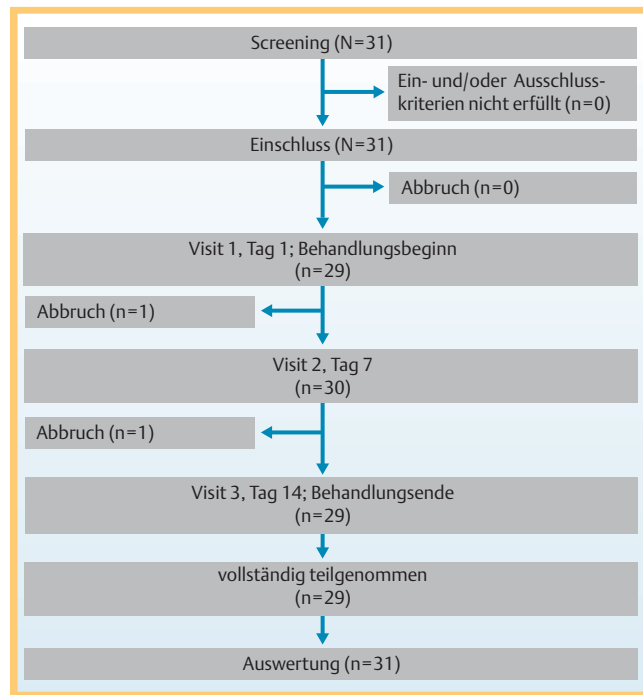 Screening (N=31)
Ein- und/oder Ausschluss-
kriterien nicht erfüllt (n=0)
Einschluss (N=31)
Abbruch (n=0)
Visit 1, Tag 1; Behandlungsbeginn
(n=29)
Abbruch (n=1)
Visit 2, Tag 7
(n=30)
Abbruch (n=1)
Visit 3, Tag 14; Behandlungsende
(n=29)
vollständig teilgenommen
(n=29)
Auswertung (n=31)